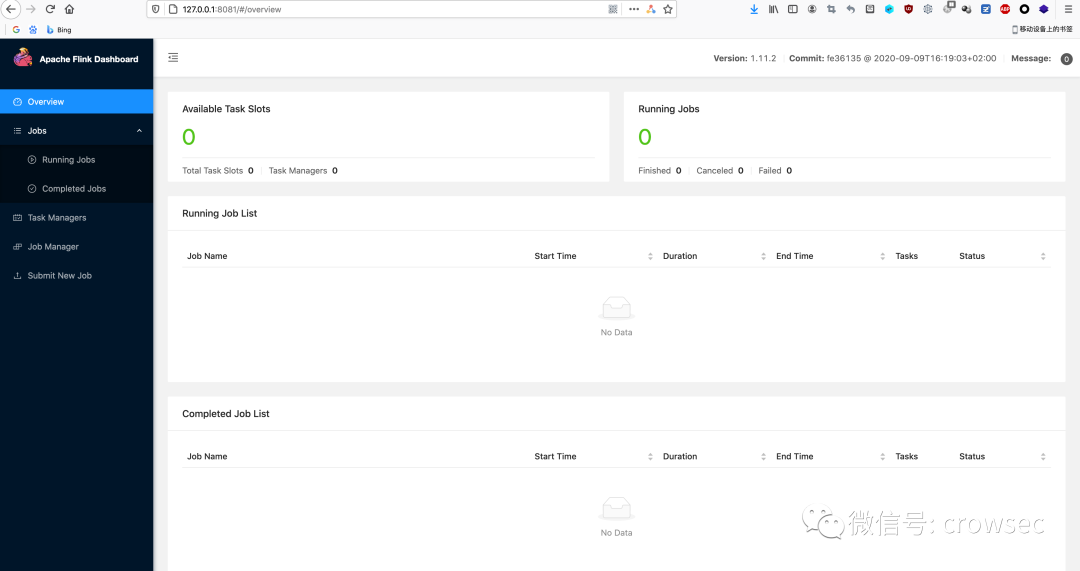 127.0.0.1:8081/#/overview
Bing
移动设备上的书签
Apache Flink Dashboard
Version: 1.11.2 Commit: fe36135 @ 2020-09-09T16:19:03+02:00 Message: 0
Overview
Jobs
Running Jobs
Completed Jobs
Task Managers
Job Manager
Submit New Job
Available Task Slots
0
Total Task Slots 0 Task Managers 0
Running Jobs
0
Finished 0 Canceled 0 Failed 0
Running Job List
Job Name Start Time Duration End Time Tasks Status
No Data
Completed Job List
Job Name Start Time Duration End Time Tasks Status
No Data
微信号: crowsec